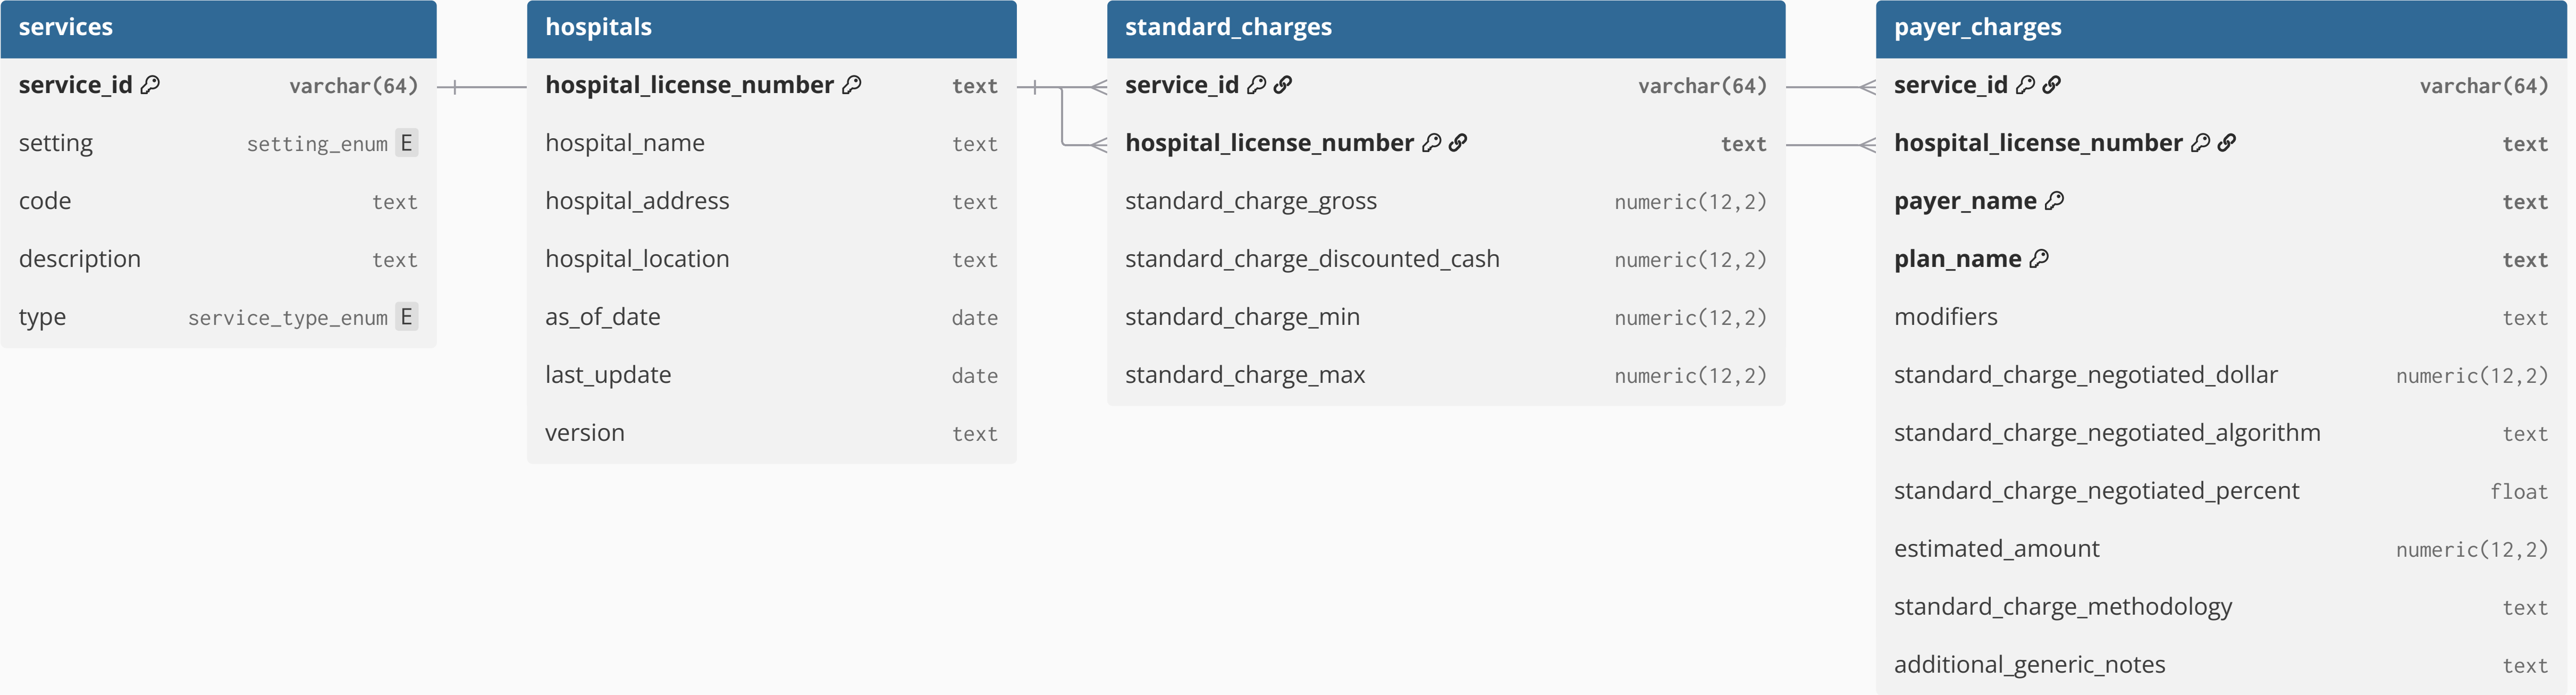 services
service_id varchar(64)
setting setting_enum E
code text
description text
type service_type_enum E
hospitals
hospital_license_number text
hospital_name text
hospital_address text
hospital_location text
as_of_date date
last_update date
version text
standard_charges
service_id varchar(64)
hospital_license_number text
standard_charge_gross numeric(12,2)
standard_charge_discounted_cash numeric(12,2)
standard_charge_min numeric(12,2)
standard_charge_max numeric(12,2)
payer_charges
service_id varchar(64)
hospital_license_number text
payer_name text
plan_name text
modifiers text
standard_charge_negotiated_dollar numeric(12,2)
standard_charge_negotiated_algorithm text
standard_charge_negotiated_percent float
estimated_amount numeric(12,2)
standard_charge_methodology text
additional_generic_notes text